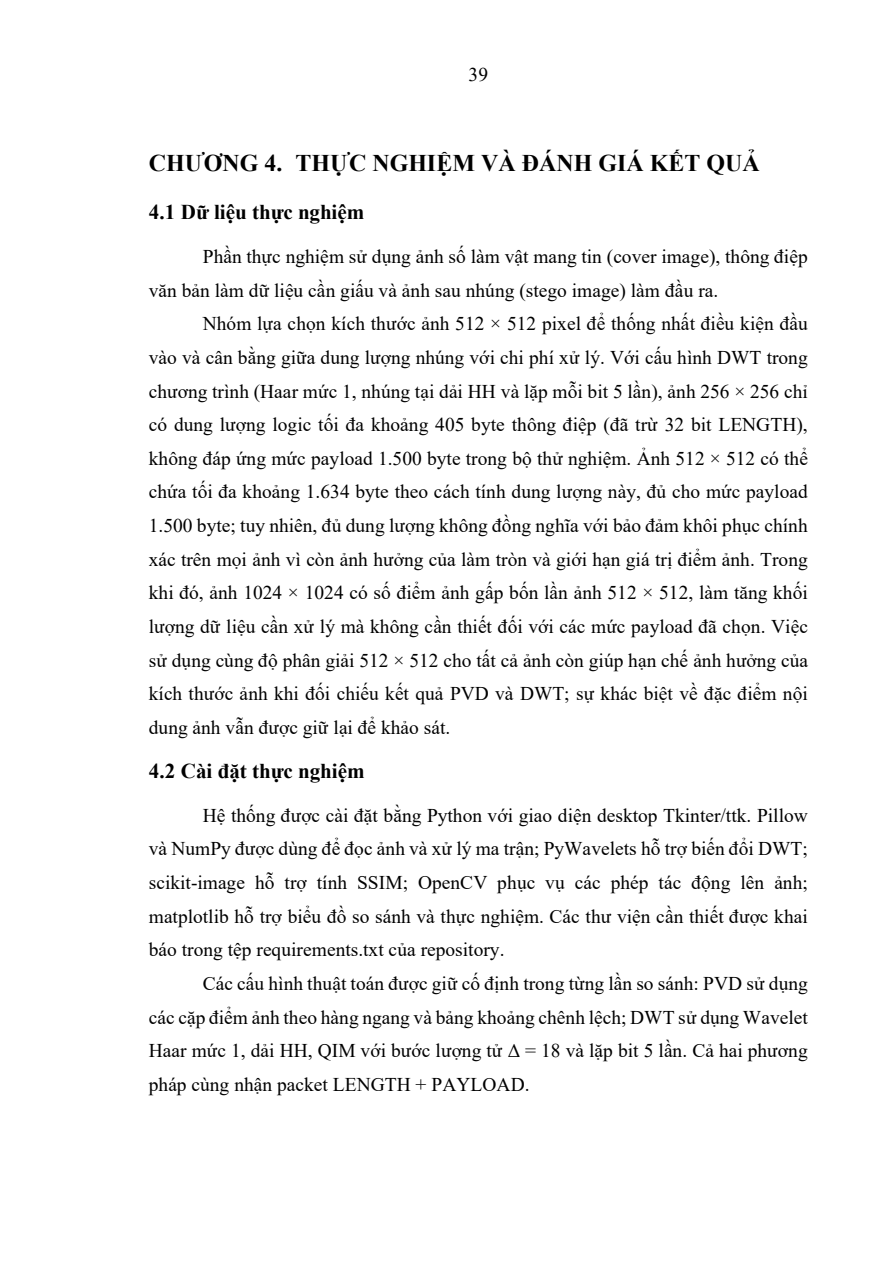 39
CHƯƠNG 4. THỰC NGHIỆM VÀ ĐÁNH GIÁ KẾT QUẢ
4.1 Dữ liệu thực nghiệm
Phần thực nghiệm sử dụng ảnh số làm vật mang tin (cover image), thông điệp
văn bản làm dữ liệu cần giấu và ảnh sau nhúng (stego image) làm đầu ra.
Nhóm lựa chọn kích thước ảnh 512 × 512 pixel để thống nhất điều kiện đầu
vào và cân bằng giữa dung lượng nhúng với chi phí xử lý. Với cấu hình DWT trong
chương trình (Haar mức 1, nhúng tại dải HH và lặp mỗi bit 5 lần), ảnh 256 × 256 chỉ
có dung lượng logic tối đa khoảng 405 byte thông điệp (đã trừ 32 bit LENGTH),
không đáp ứng mức payload 1.500 byte trong bộ thử nghiệm. Ảnh 512 × 512 có thể
chứa tối đa khoảng 1.634 byte theo cách tính dung lượng này, đủ cho mức payload
1.500 byte; tuy nhiên, đủ dung lượng không đồng nghĩa với bảo đảm khôi phục chính
xác trên mọi ảnh vì còn ảnh hưởng của làm tròn và giới hạn giá trị điểm ảnh. Trong
khi đó, ảnh 1024 × 1024 có số điểm ảnh gấp bốn lần ảnh 512 × 512, làm tăng khối
lượng dữ liệu cần xử lý mà không cần thiết đối với các mức payload đã chọn. Việc
sử dụng cùng độ phân giải 512 × 512 cho tất cả ảnh còn giúp hạn chế ảnh hưởng của
kích thước ảnh khi đối chiếu kết quả PVD và DWT; sự khác biệt về đặc điểm nội
dung ảnh vẫn được giữ lại để khảo sát.
4.2 Cài đặt thực nghiệm
Hệ thống được cài đặt bằng Python với giao diện desktop Tkinter/ttk. Pillow
và NumPy được dùng để đọc ảnh và xử lý ma trận; PyWavelets hỗ trợ biến đổi DWT;
scikit-image hỗ trợ tính SSIM; OpenCV phục vụ các phép tác động lên ảnh;
matplotlib hỗ trợ biểu đồ so sánh và thực nghiệm. Các thư viện cần thiết được khai
báo trong tệp requirements.txt của repository.
Các cấu hình thuật toán được giữ cố định trong từng lần so sánh: PVD sử dụng
các cặp điểm ảnh theo hàng ngang và bảng khoảng chênh lệch; DWT sử dụng Wavelet
Haar mức 1, dải HH, QIM với bước lượng tử Δ = 18 và lặp bit 5 lần. Cả hai phương
pháp cùng nhận packet LENGTH + PAYLOAD.